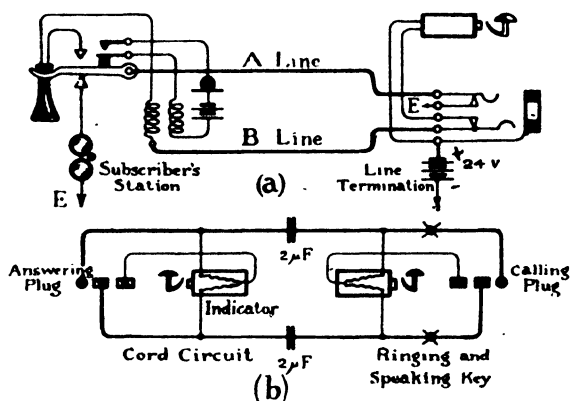 A Line
E
B Line
+
24 V
Subscriber's
Station
E
(a)
Line
Termination
2μF
Answering
Plug
Indicator
Calling
Plug
Cord Circuit
2μF
Ringing and
Speaking Key
(b)